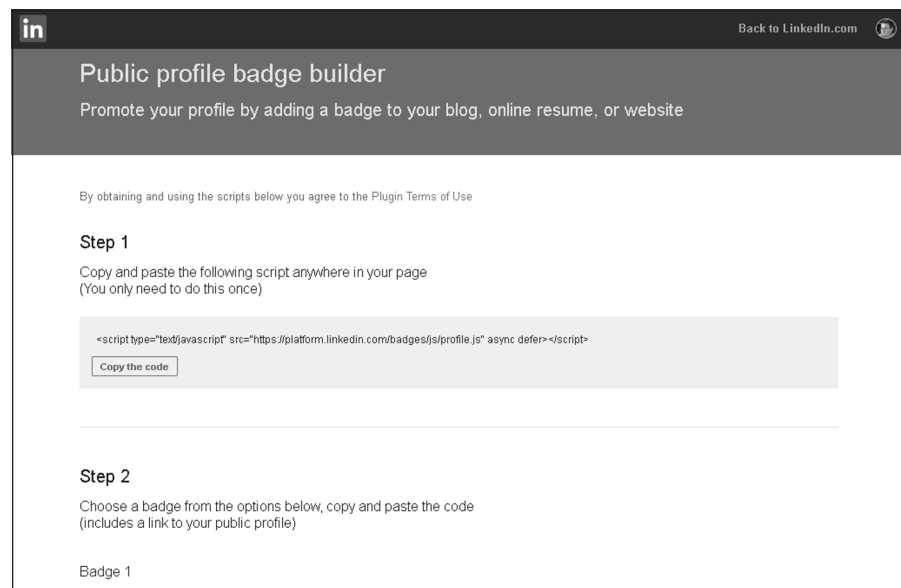 in
Back to LinkedIn.com
Public profile badge builder
Promote your profile by adding a badge to your blog, online resume, or website
By obtaining and using the scripts below you agree to the Plugin Terms of Use
Step 1
Copy and paste the following script anywhere in your page
(You only need to do this once)
<script type="text/javascript" src="https://platform.linkedin.com/badges/js/profile.js" async defer></script>
Copy the code
Step 2
Choose a badge from the options below, copy and paste the code
(includes a link to your public profile)
Badge 1